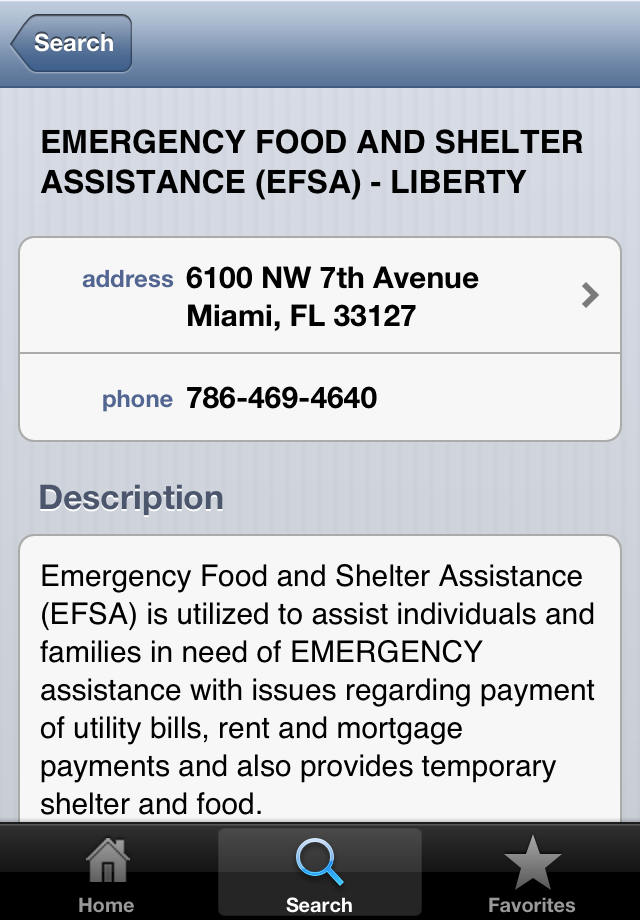 Search
EMERGENCY FOOD AND SHELTER
ASSISTANCE (EFSA) - LIBERTY
address 6100 NW 7th Avenue
Miami, FL 33127
phone 786-469-4640
Description
Emergency Food and Shelter Assistance
(EFSA) is utilized to assist individuals and
families in need of EMERGENCY
assistance with issues regarding payment
of utility bills, rent and mortgage
payments and also provides temporary
shelter and food.
Home Search Favorites